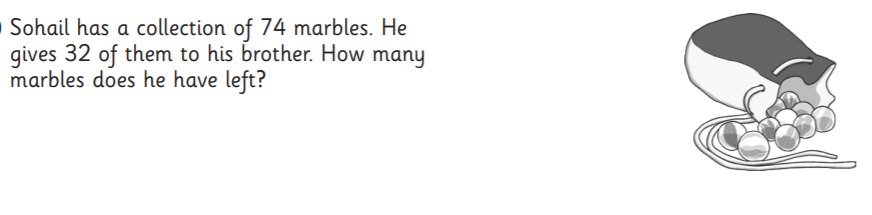 Sohail has a collection of 74 marbles. He
gives 32 of them to his brother. How many
marbles does he have left?